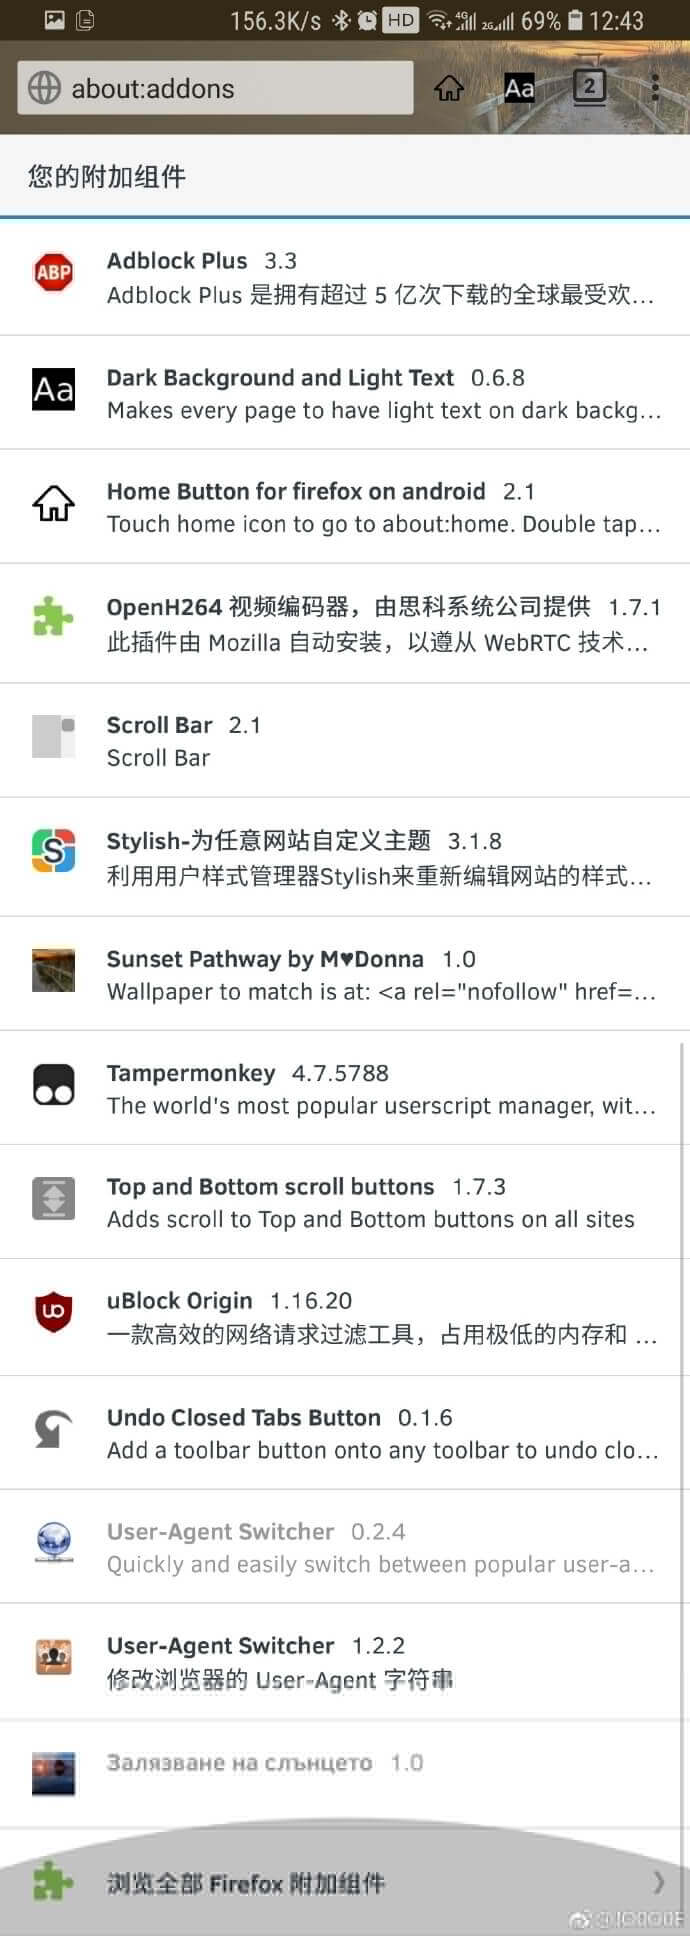 156.3K/s HD 4G 2G 69% 12:43
about:addons Aa 2
您的附加组件
ABP Adblock Plus 3.3
Adblock Plus 是拥有超过 5 亿次下载的全球最受欢…
Aa Dark Background and Light Text 0.6.8
Makes every page to have light text on dark backg…
Home Button for firefox on android 2.1
Touch home icon to go to about:home. Double tap…
OpenH264 视频编码器，由思科系统公司提供 1.7.1
此插件由 Mozilla 自动安装，以遵从 WebRTC 技术…
Scroll Bar 2.1
Scroll Bar
S Stylish-为任意网站自定义主题 3.1.8
利用用户样式管理器Stylish来重新编辑网站的样式…
Sunset Pathway by M♥Donna 1.0
Wallpaper to match is at: <a rel="nofollow" href=…
Tampermonkey 4.7.5788
The world's most popular userscript manager, wit…
Top and Bottom scroll buttons 1.7.3
Adds scroll to Top and Bottom buttons on all sites
uBlock Origin 1.16.20
一款高效的网络请求过滤工具，占用极低的内存和 …
Undo Closed Tabs Button 0.1.6
Add a toolbar button onto any toolbar to undo clo…
User-Agent Switcher 0.2.4
Quickly and easily switch between popular user-a…
User-Agent Switcher 1.2.2
修改浏览器的 User-Agent 字符串
Залязване на слънцето 1.0
浏览全部 Firefox 附加组件